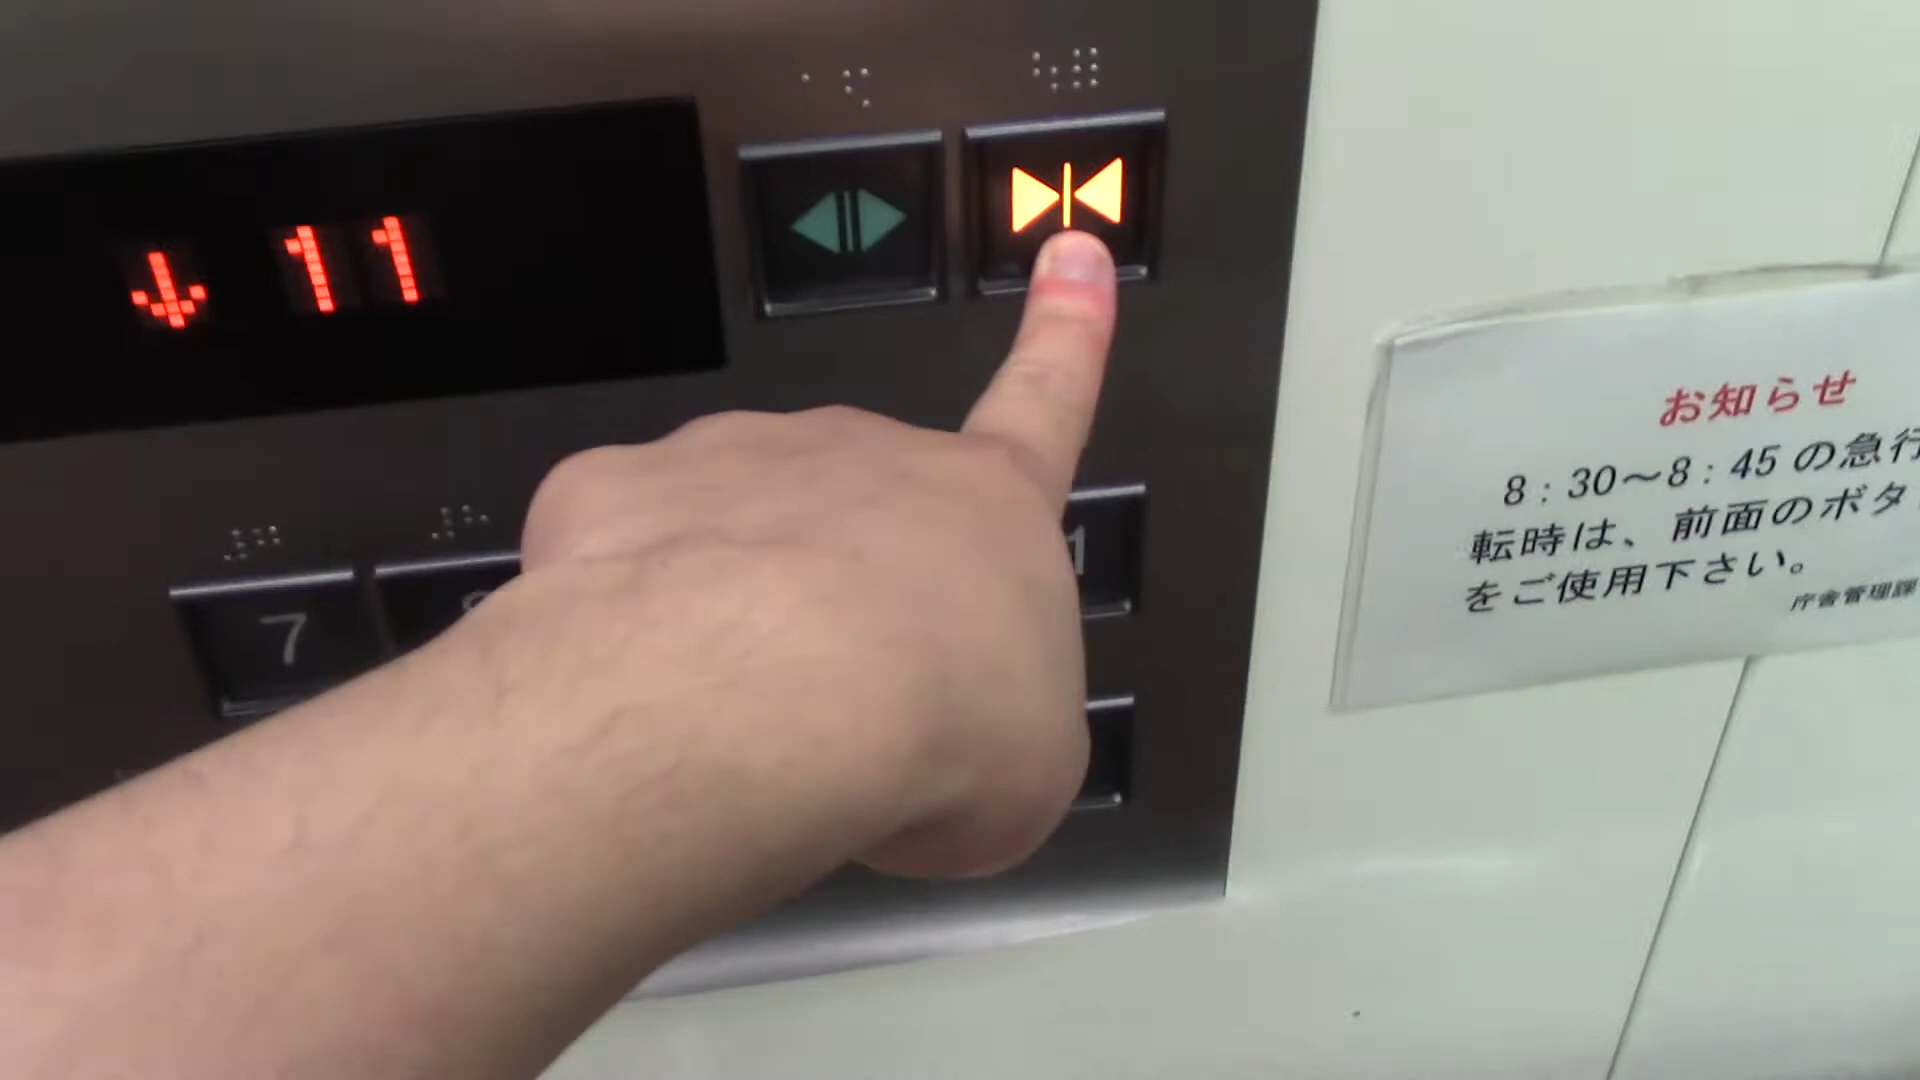 ↓ 11
7
1
お知らせ
8：30～8：45 の急行
転時は、前面のボタ
をご使用下さい。
庁舎管理課